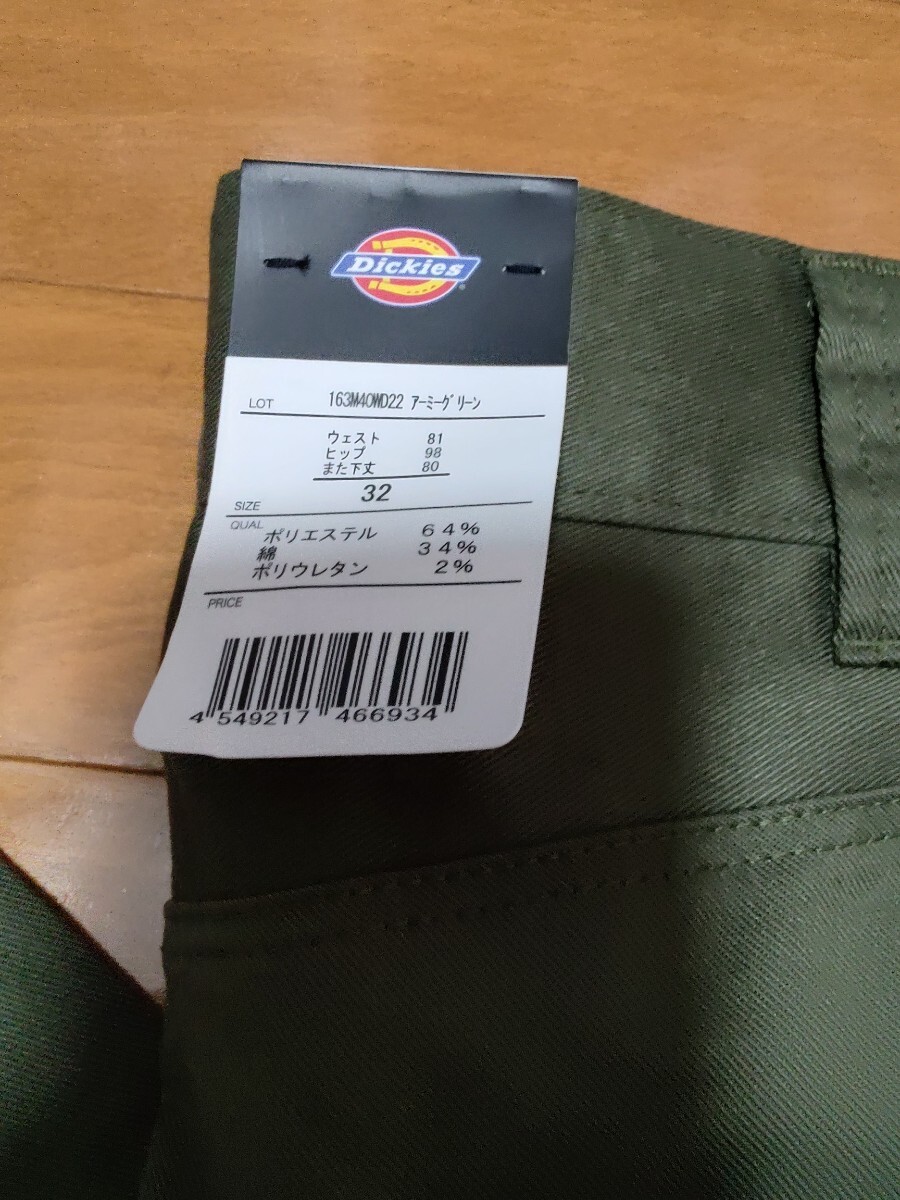 Dickies
LOT 163M40WD22 アーミーグリーン
ウェスト 81
ヒップ 98
また下丈 80
SIZE 32
QUAL ポリエステル 64%
綿 34%
ポリウレタン 2%
PRICE
4 549217 466934